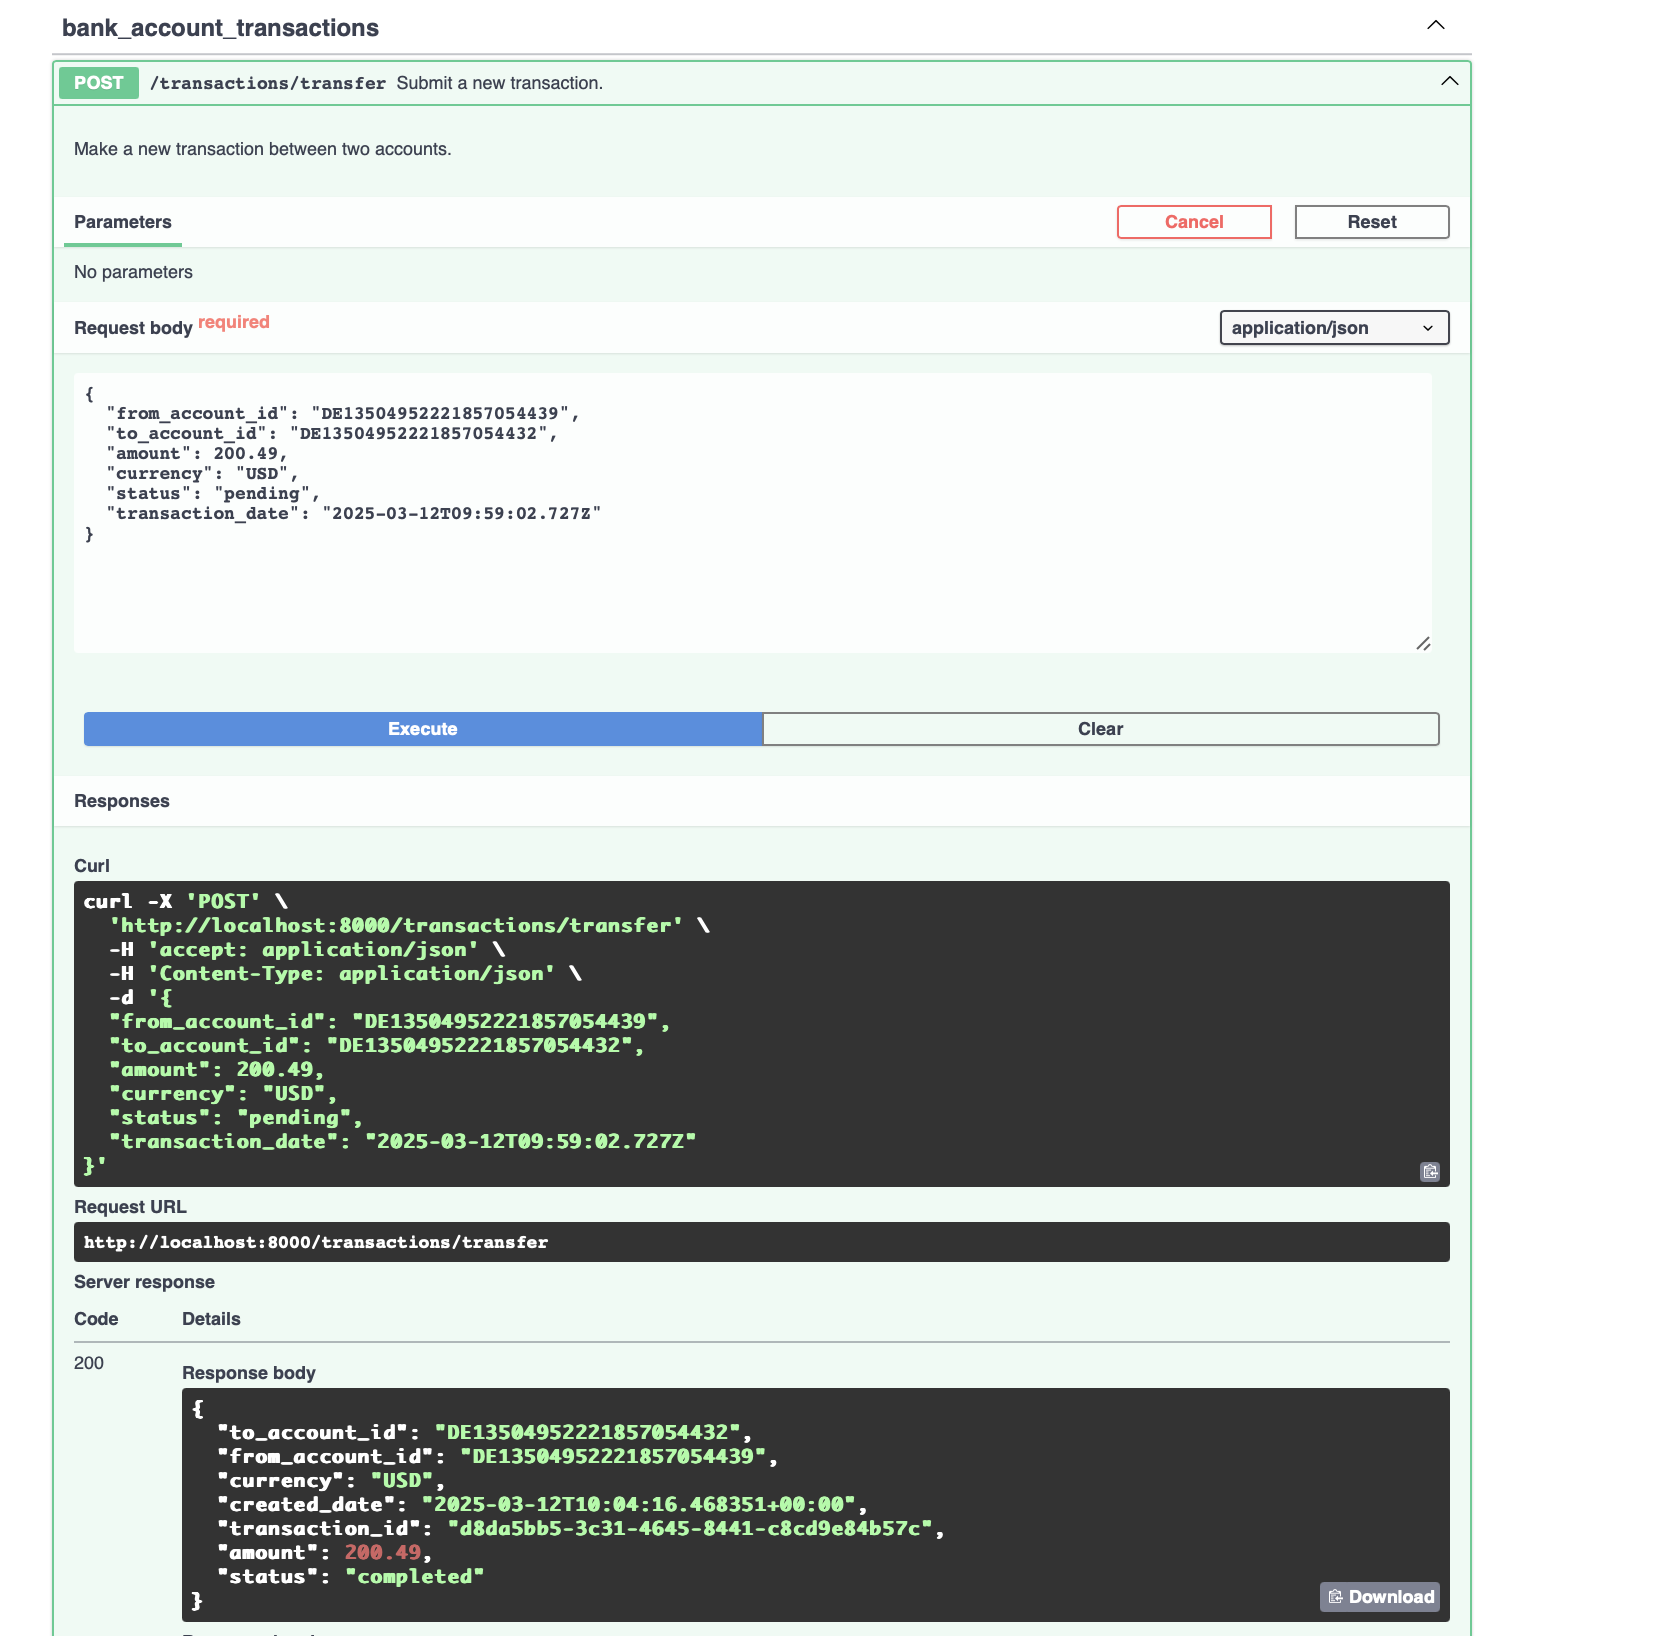 bank_account_transactions
POST /transactions/transfer Submit a new transaction.
Make a new transaction between two accounts.
Parameters
Cancel
Reset
No parameters
Request body required
application/json
{
  "from_account_id": "DE13504952221857054439",
  "to_account_id": "DE13504952221857054432",
  "amount": 200.49,
  "currency": "USD",
  "status": "pending",
  "transaction_date": "2025-03-12T09:59:02.727Z"
}
Execute
Clear
Responses
Curl
curl -X 'POST' \
  'http://localhost:8000/transactions/transfer' \
  -H 'accept: application/json' \
  -H 'Content-Type: application/json' \
  -d '{
  "from_account_id": "DE13504952221857054439",
  "to_account_id": "DE13504952221857054432",
  "amount": 200.49,
  "currency": "USD",
  "status": "pending",
  "transaction_date": "2025-03-12T09:59:02.727Z"
}'
Request URL
http://localhost:8000/transactions/transfer
Server response
Code Details
200
Response body
{
  "to_account_id": "DE13504952221857054432",
  "from_account_id": "DE13504952221857054439",
  "currency": "USD",
  "created_date": "2025-03-12T10:04:16.468351+00:00",
  "transaction_id": "d8da5bb5-3c31-4645-8441-c8cd9e84b57c",
  "amount": 200.49,
  "status": "completed"
}
Download